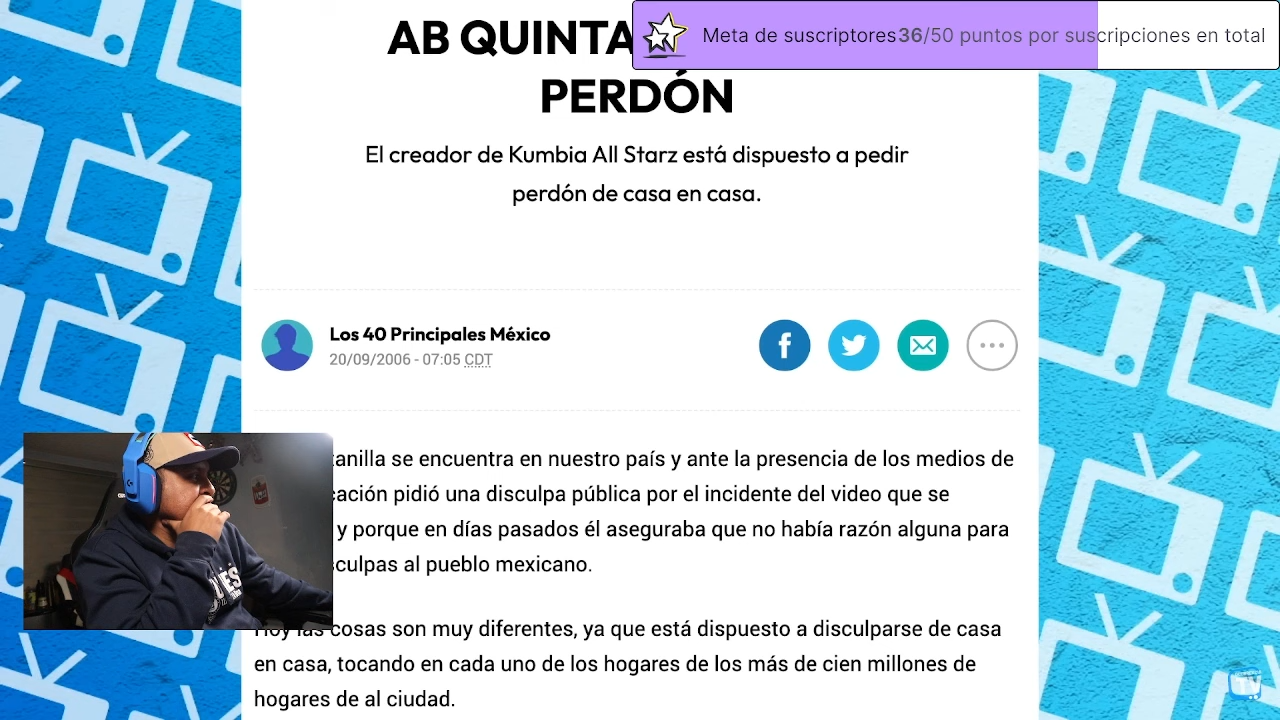 AB QUINTA
PERDÓN
Meta de suscriptores 36/50 puntos por suscripciones en total
El creador de Kumbia All Starz está dispuesto a pedir
perdón de casa en casa.
Los 40 Principales México
20/09/2006 - 07:05 CDT
tanilla se encuentra en nuestro país y ante la presencia de los medios de
cación pidió una disculpa pública por el incidente del video que se
y porque en días pasados él aseguraba que no había razón alguna para
sculpas al pueblo mexicano.
Hoy las cosas son muy diferentes, ya que está dispuesto a disculparse de casa
en casa, tocando en cada uno de los hogares de los más de cien millones de
hogares de al ciudad.
TV